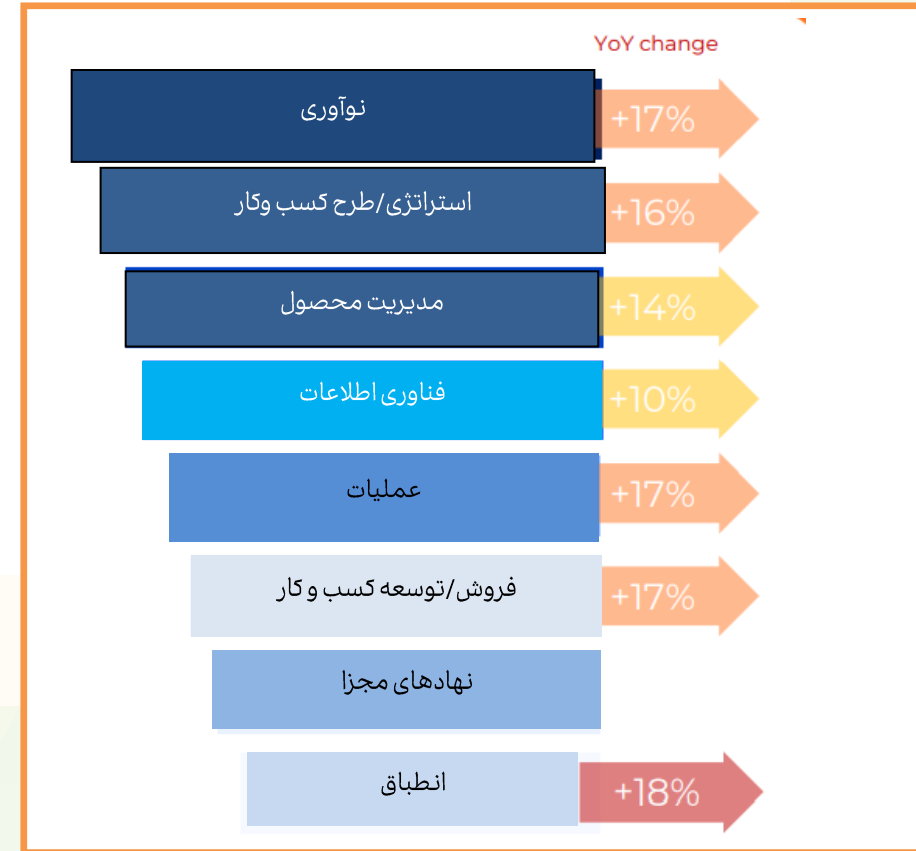 YoY change
نوآوری
+17%
استراتژی/طرح کسب وکار
+16%
مدیریت محصول
+14%
فناوری اطلاعات
+10%
عملیات
+17%
فروش/توسعه کسب و کار
+17%
نهادهای مجزا
انطباق
+18%